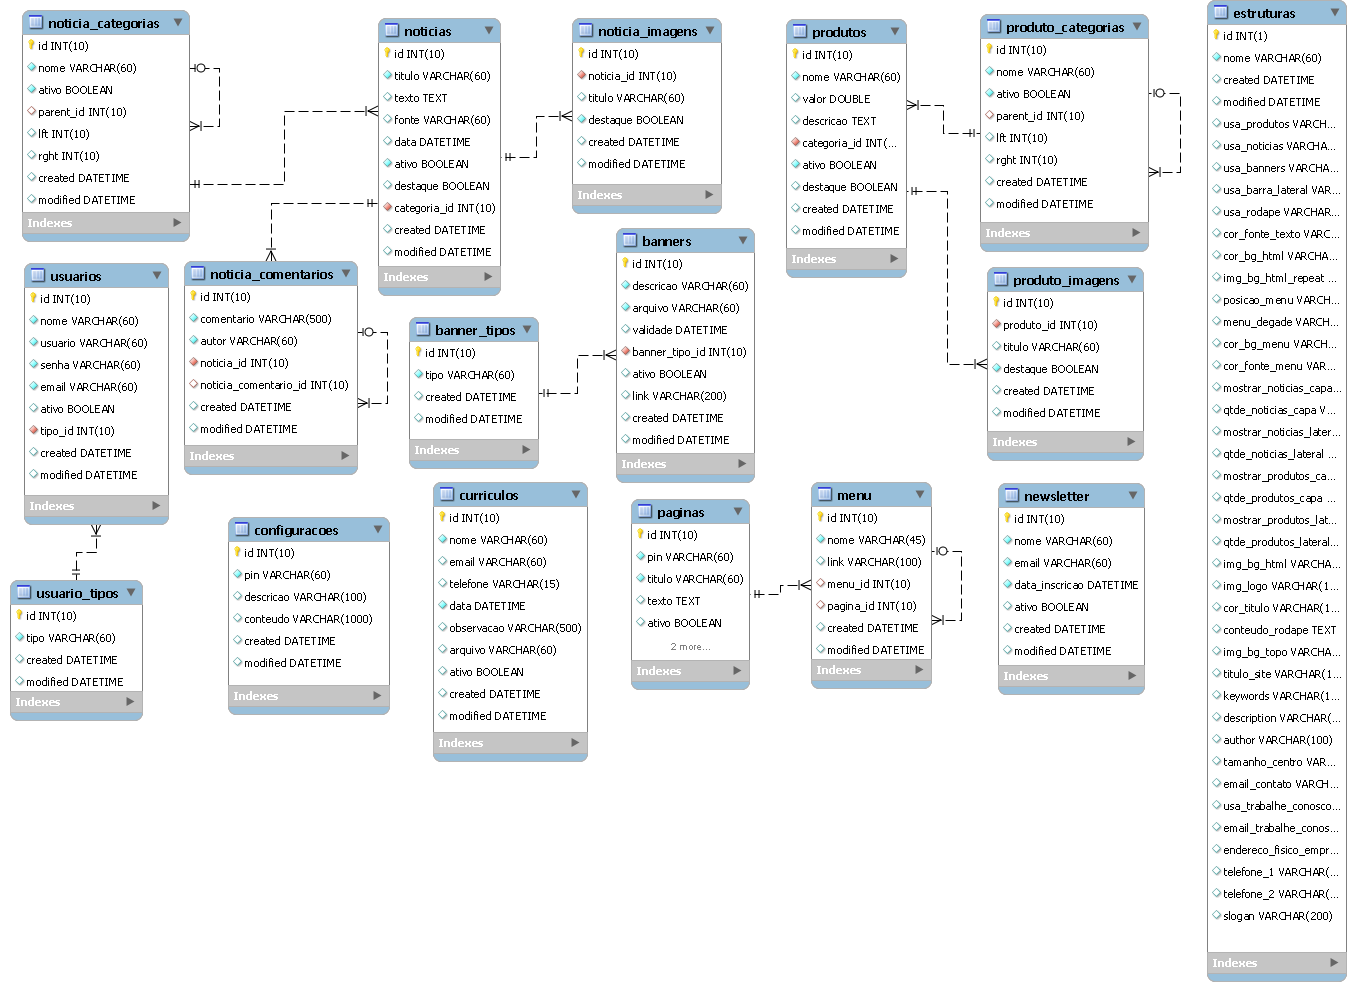 noticia_categorias
id INT(10)
nome VARCHAR(60)
ativo BOOLEAN
parent_id INT(10)
lft INT(10)
rght INT(10)
created DATETIME
modified DATETIME
Indexes
noticias
id INT(10)
titulo VARCHAR(60)
texto TEXT
fonte VARCHAR(60)
data DATETIME
ativo BOOLEAN
destaque BOOLEAN
categoria_id INT(10)
created DATETIME
modified DATETIME
Indexes
noticia_imagens
id INT(10)
noticia_id INT(10)
titulo VARCHAR(60)
destaque BOOLEAN
created DATETIME
modified DATETIME
Indexes
produtos
id INT(10)
nome VARCHAR(60)
valor DOUBLE
descricao TEXT
categoria_id INT(...
ativo BOOLEAN
destaque BOOLEAN
created DATETIME
modified DATETIME
Indexes
produto_categorias
id INT(10)
nome VARCHAR(60)
ativo BOOLEAN
parent_id INT(10)
lft INT(10)
rght INT(10)
created DATETIME
modified DATETIME
Indexes
estruturas
id INT(1)
nome VARCHAR(60)
created DATETIME
modified DATETIME
usa_produtos VARCH...
usa_noticias VARCHA...
usa_banners VARCHA...
usa_barra_lateral VAR...
usa_rodape VARCHAR...
cor_fonte_texto VARC...
cor_bg_html VARCHA...
img_bg_html_repeat ...
posicao_menu VARCH...
menu_degade VARCH...
cor_bg_menu VARCH...
cor_fonte_menu VAR...
mostrar_noticias_capa...
qtde_noticias_capa V...
mostrar_noticias_later...
qtde_noticias_lateral ...
mostrar_produtos_ca...
qtde_produtos_capa ...
mostrar_produtos_lat...
qtde_produtos_lateral...
img_bg_html VARCHA...
img_logo VARCHAR(1...
cor_titulo VARCHAR(1...
conteudo_rodape TEXT
img_bg_topo VARCHA...
titulo_site VARCHAR(1...
keywords VARCHAR(1...
description VARCHAR(...
author VARCHAR(100)
tamanho_centro VAR...
email_contato VARCH...
usa_trabalhe_conosco...
email_trabalhe_conos...
endereco_fisico_empr...
telefone_1 VARCHAR(...
telefone_2 VARCHAR(...
slogan VARCHAR(200)
Indexes
usuarios
id INT(10)
nome VARCHAR(60)
usuario VARCHAR(60)
senha VARCHAR(60)
email VARCHAR(60)
ativo BOOLEAN
tipo_id INT(10)
created DATETIME
modified DATETIME
Indexes
noticia_comentarios
id INT(10)
comentario VARCHAR(500)
autor VARCHAR(60)
noticia_id INT(10)
noticia_comentario_id INT(10)
created DATETIME
modified DATETIME
Indexes
banner_tipos
id INT(10)
tipo VARCHAR(60)
created DATETIME
modified DATETIME
Indexes
banners
id INT(10)
descricao VARCHAR(60)
arquivo VARCHAR(60)
validade DATETIME
banner_tipo_id INT(10)
ativo BOOLEAN
link VARCHAR(200)
created DATETIME
modified DATETIME
Indexes
produto_imagens
id INT(10)
produto_id INT(10)
titulo VARCHAR(60)
destaque BOOLEAN
created DATETIME
modified DATETIME
Indexes
usuario_tipos
id INT(10)
tipo VARCHAR(60)
created DATETIME
modified DATETIME
Indexes
configuracoes
id INT(10)
pin VARCHAR(60)
descricao VARCHAR(100)
conteudo VARCHAR(1000)
created DATETIME
modified DATETIME
Indexes
curriculos
id INT(10)
nome VARCHAR(60)
email VARCHAR(60)
telefone VARCHAR(15)
data DATETIME
observacao VARCHAR(500)
arquivo VARCHAR(60)
ativo BOOLEAN
created DATETIME
modified DATETIME
Indexes
paginas
id INT(10)
pin VARCHAR(60)
titulo VARCHAR(60)
texto TEXT
ativo BOOLEAN
2 more...
Indexes
menu
id INT(10)
nome VARCHAR(45)
link VARCHAR(100)
menu_id INT(10)
pagina_id INT(10)
created DATETIME
modified DATETIME
Indexes
newsletter
id INT(10)
nome VARCHAR(60)
email VARCHAR(60)
data_inscricao DATETIME
ativo BOOLEAN
created DATETIME
modified DATETIME
Indexes